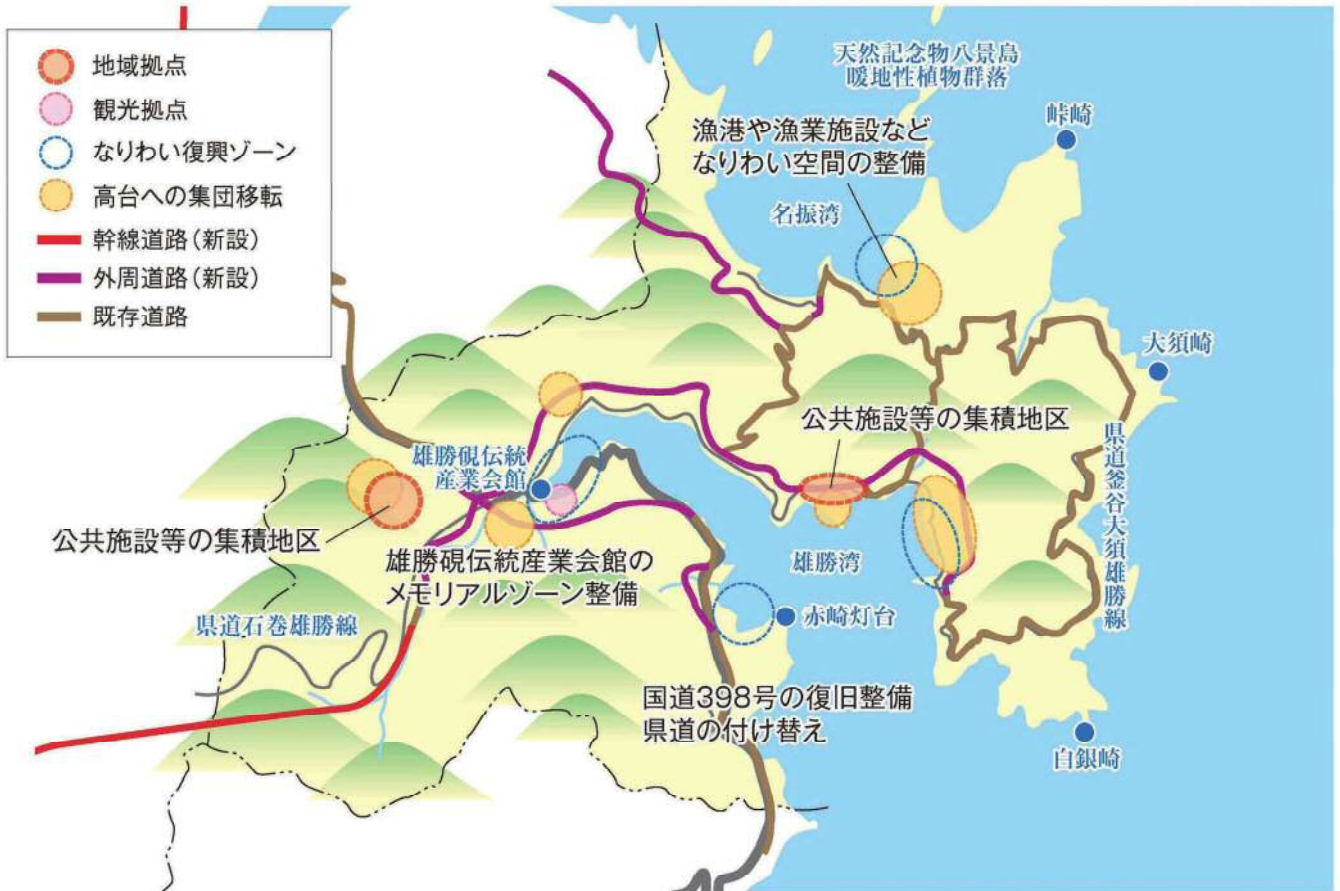 地域拠点
観光拠点
なりわい復興ゾーン
高台への集団移転
幹線道路(新設)
外周道路(新設)
既存道路
天然記念物八景島
暖地性植物群落
峠崎
漁港や漁業施設など
なりわい空間の整備
名振湾
大須崎
公共施設等の集積地区
雄勝硯伝統
産業会館
県道釜谷大須雄勝線
公共施設等の集積地区
雄勝硯伝統産業会館の
メモリアルゾーン整備
雄勝湾
赤崎灯台
県道石巻雄勝線
国道398号の復旧整備
県道の付け替え
白銀崎